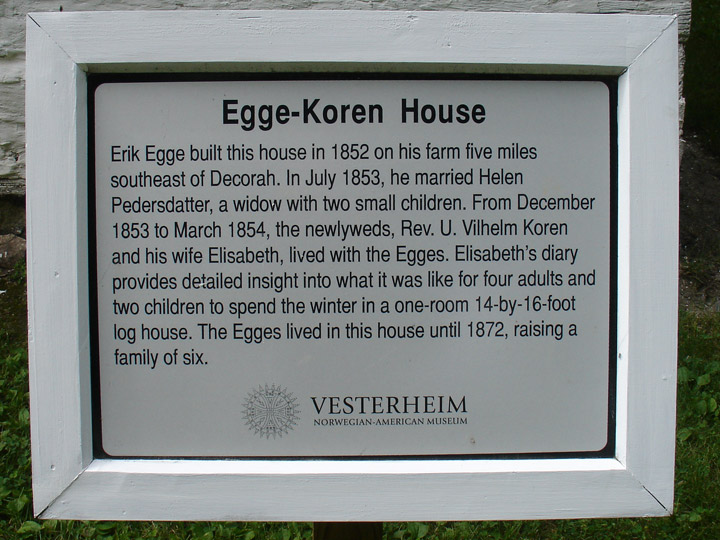 Egge-Koren House
Erik Egge built this house in 1852 on his farm five miles
southeast of Decorah. In July 1853, he married Helen
Pedersdatter, a widow with two small children. From December
1853 to March 1854, the newlyweds, Rev. U. Vilhelm Koren
and his wife Elisabeth, lived with the Egges. Elisabeth's diary
provides detailed insight into what it was like for four adults and
two children to spend the winter in a one-room 14-by-16-foot
log house. The Egges lived in this house until 1872, raising a
family of six.
VESTERHEIM
NORWEGIAN-AMERICAN MUSEUM